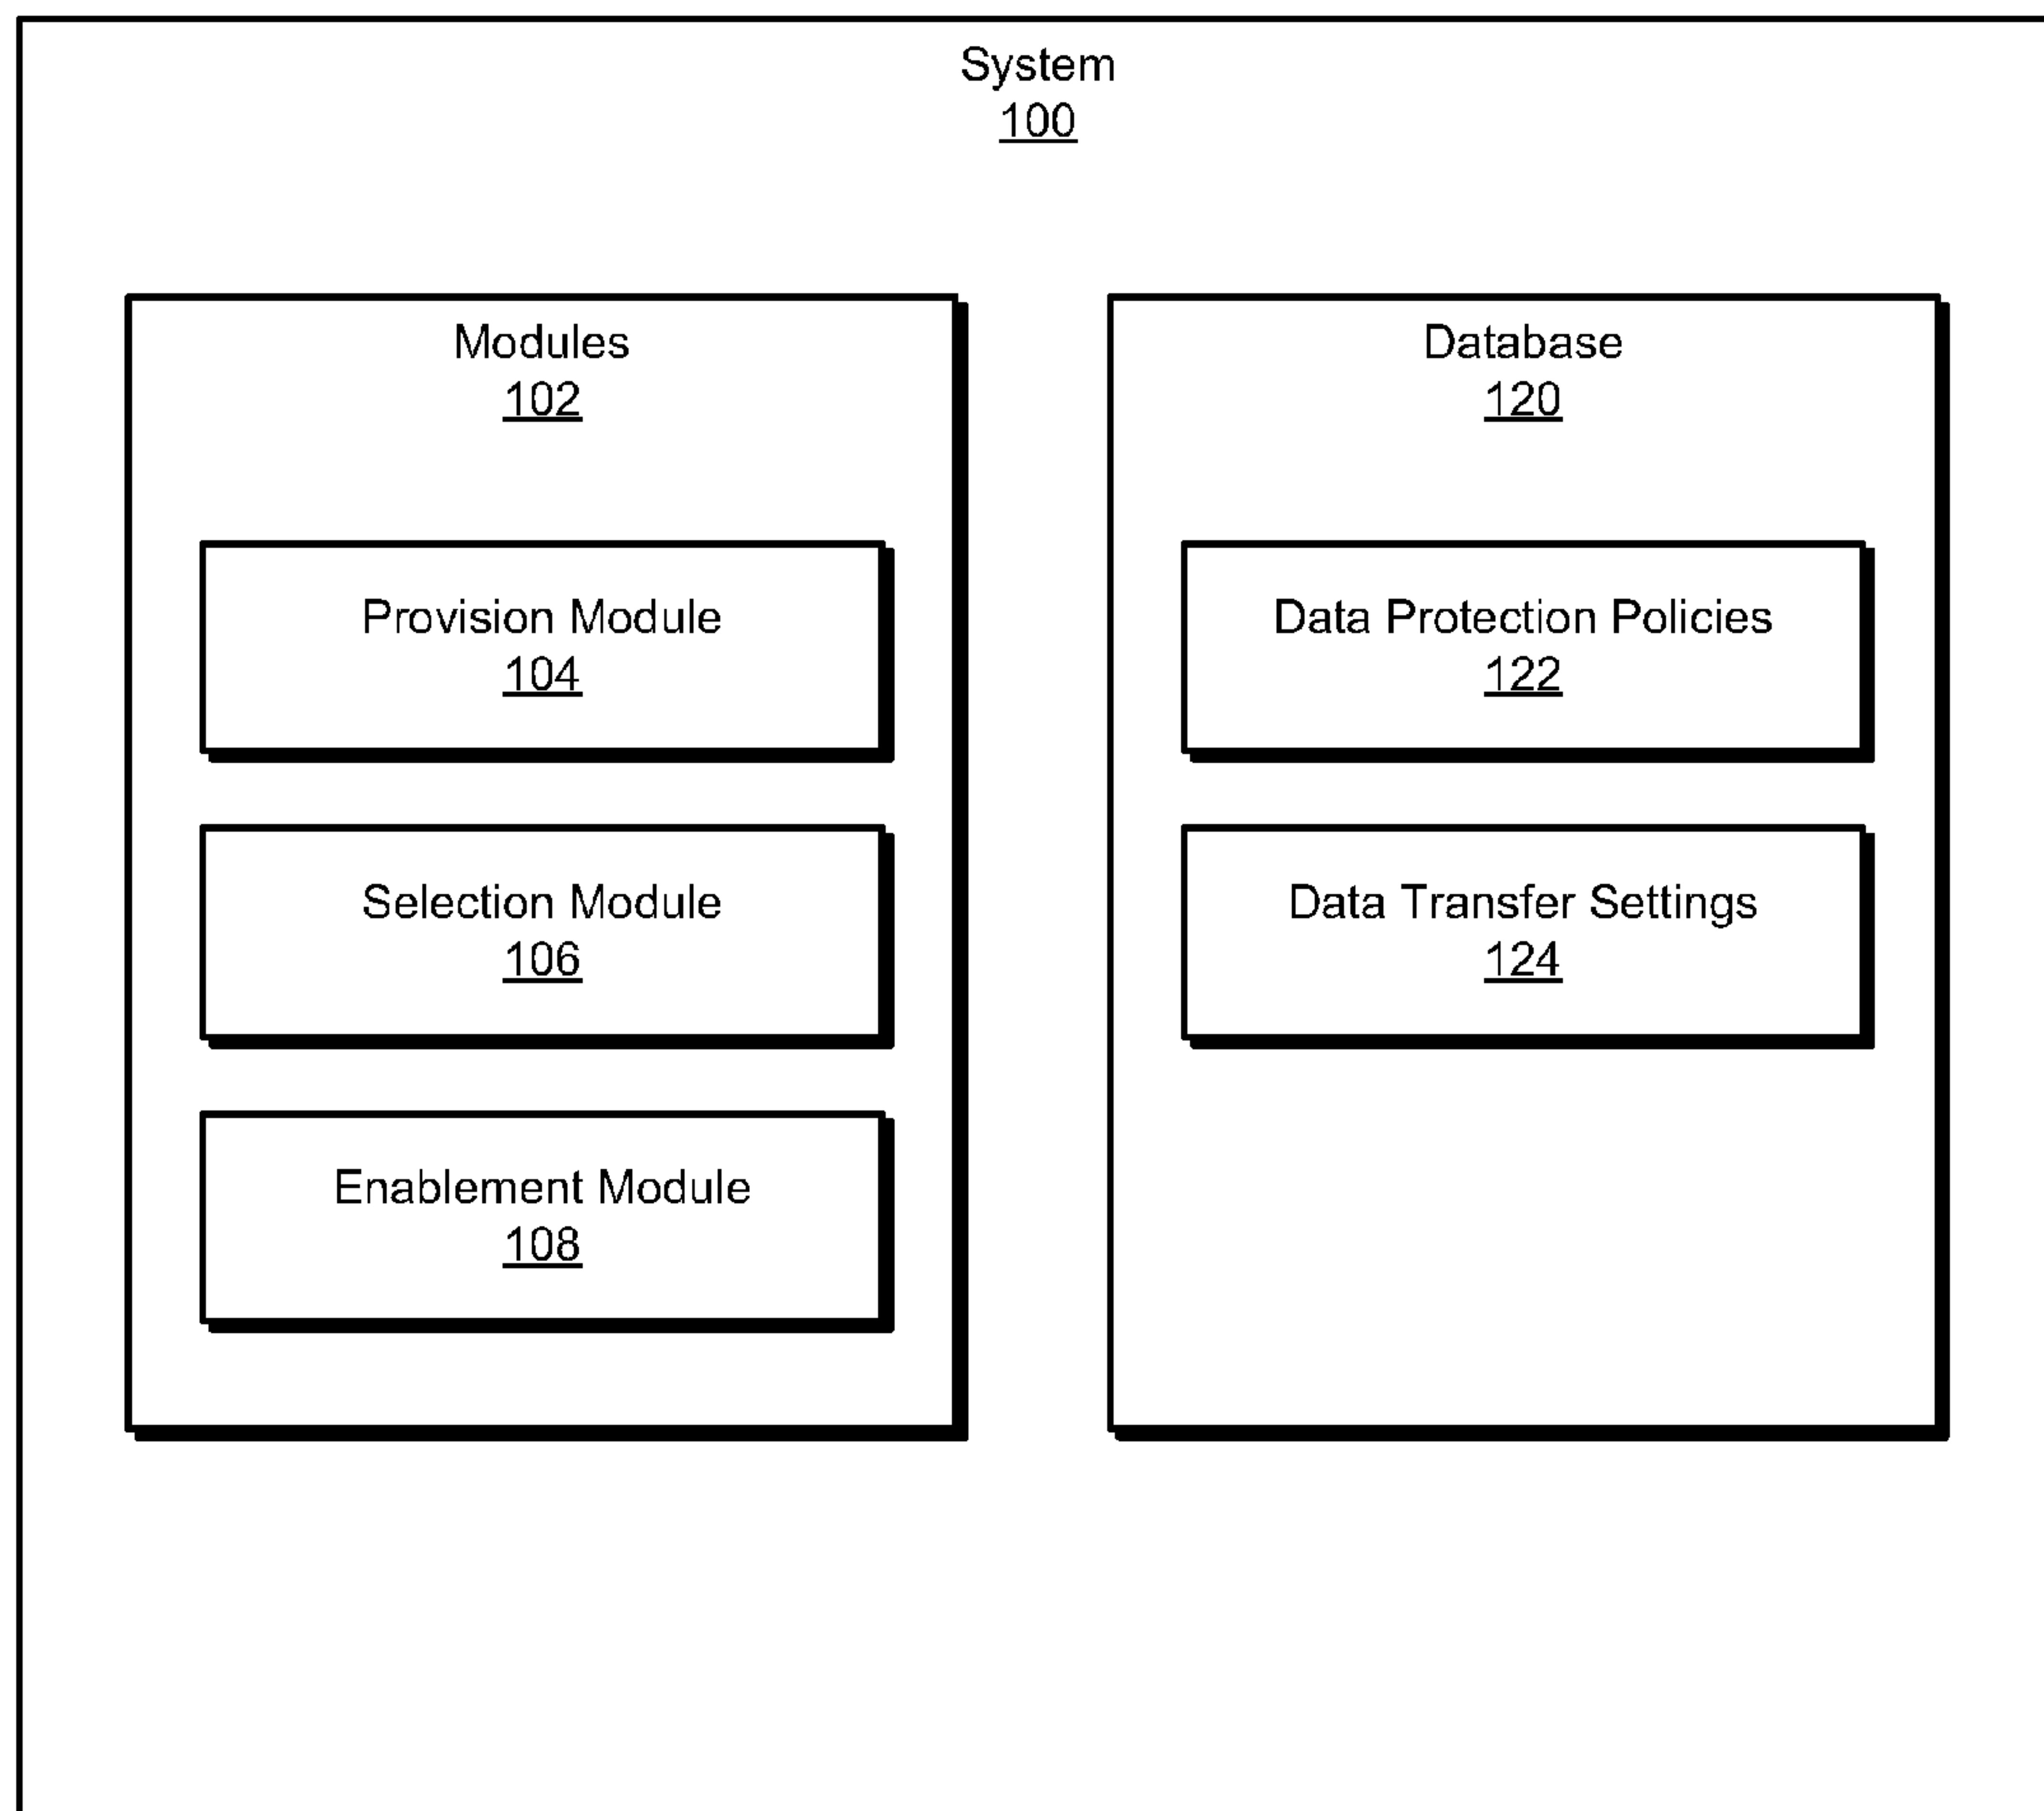 System
100
Modules
102
Provision Module
104
Selection Module
106
Enablement Module
108
Database
120
Data Protection Policies
122
Data Transfer Settings
124